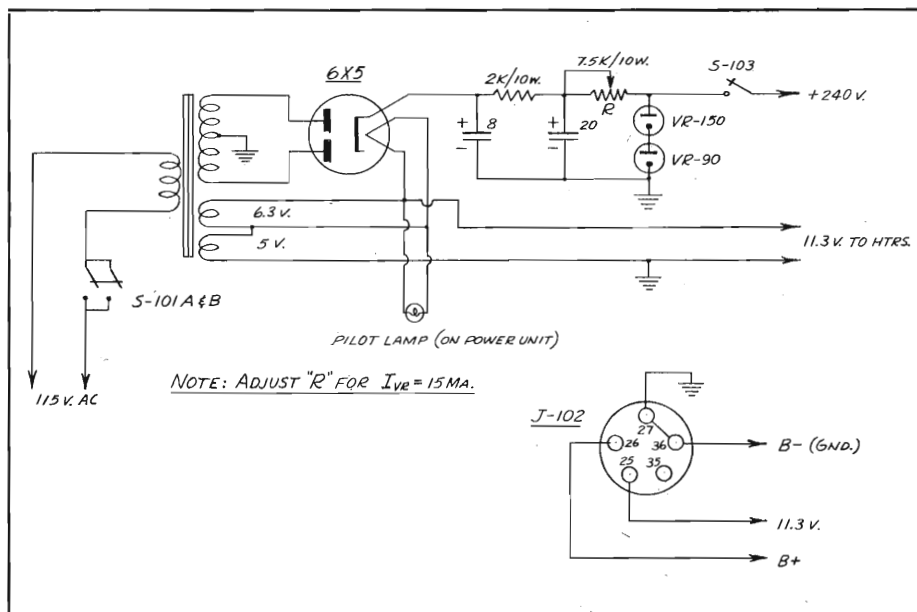 6X5
2K/10W.
7.5K/10W.
S-103
+240 V.
R
+
8
-
+
20
-
VR-150
VR-90
6.3 V.
5 V.
11.3 V. TO HTRS.
S-101 A & B
PILOT LAMP (ON POWER UNIT)
115 V. AC
NOTE: ADJUST "R" FOR IVR = 15 MA.
J-102
27
26
36
25
35
B- (GND.)
11.3 V.
B+